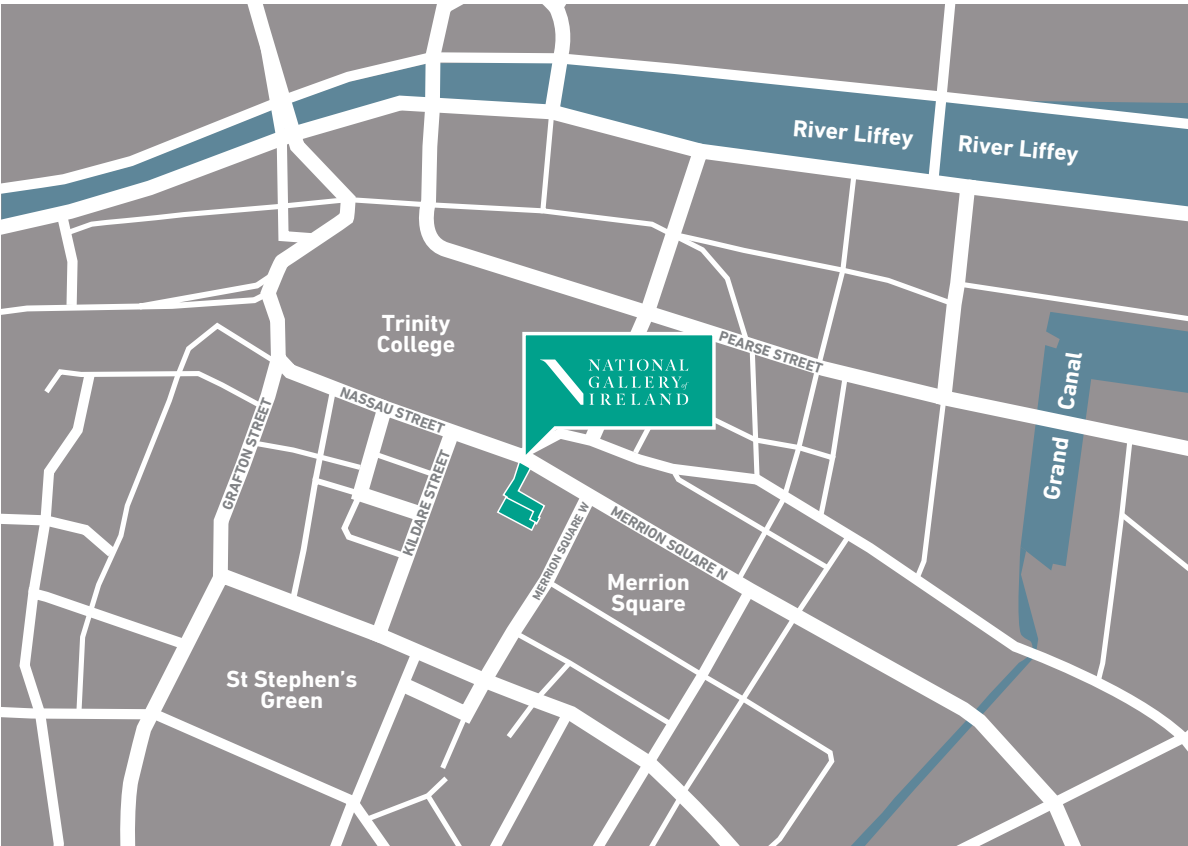 River Liffey
River Liffey
Trinity
College
PEARSE STREET
NATIONAL
GALLERY of
IRELAND
Grand Canal
NASSAU STREET
GRAFTON STREET
KILDARE STREET
MERRION SQUARE W
MERRION SQUARE N
Merrion
Square
St Stephen's
Green